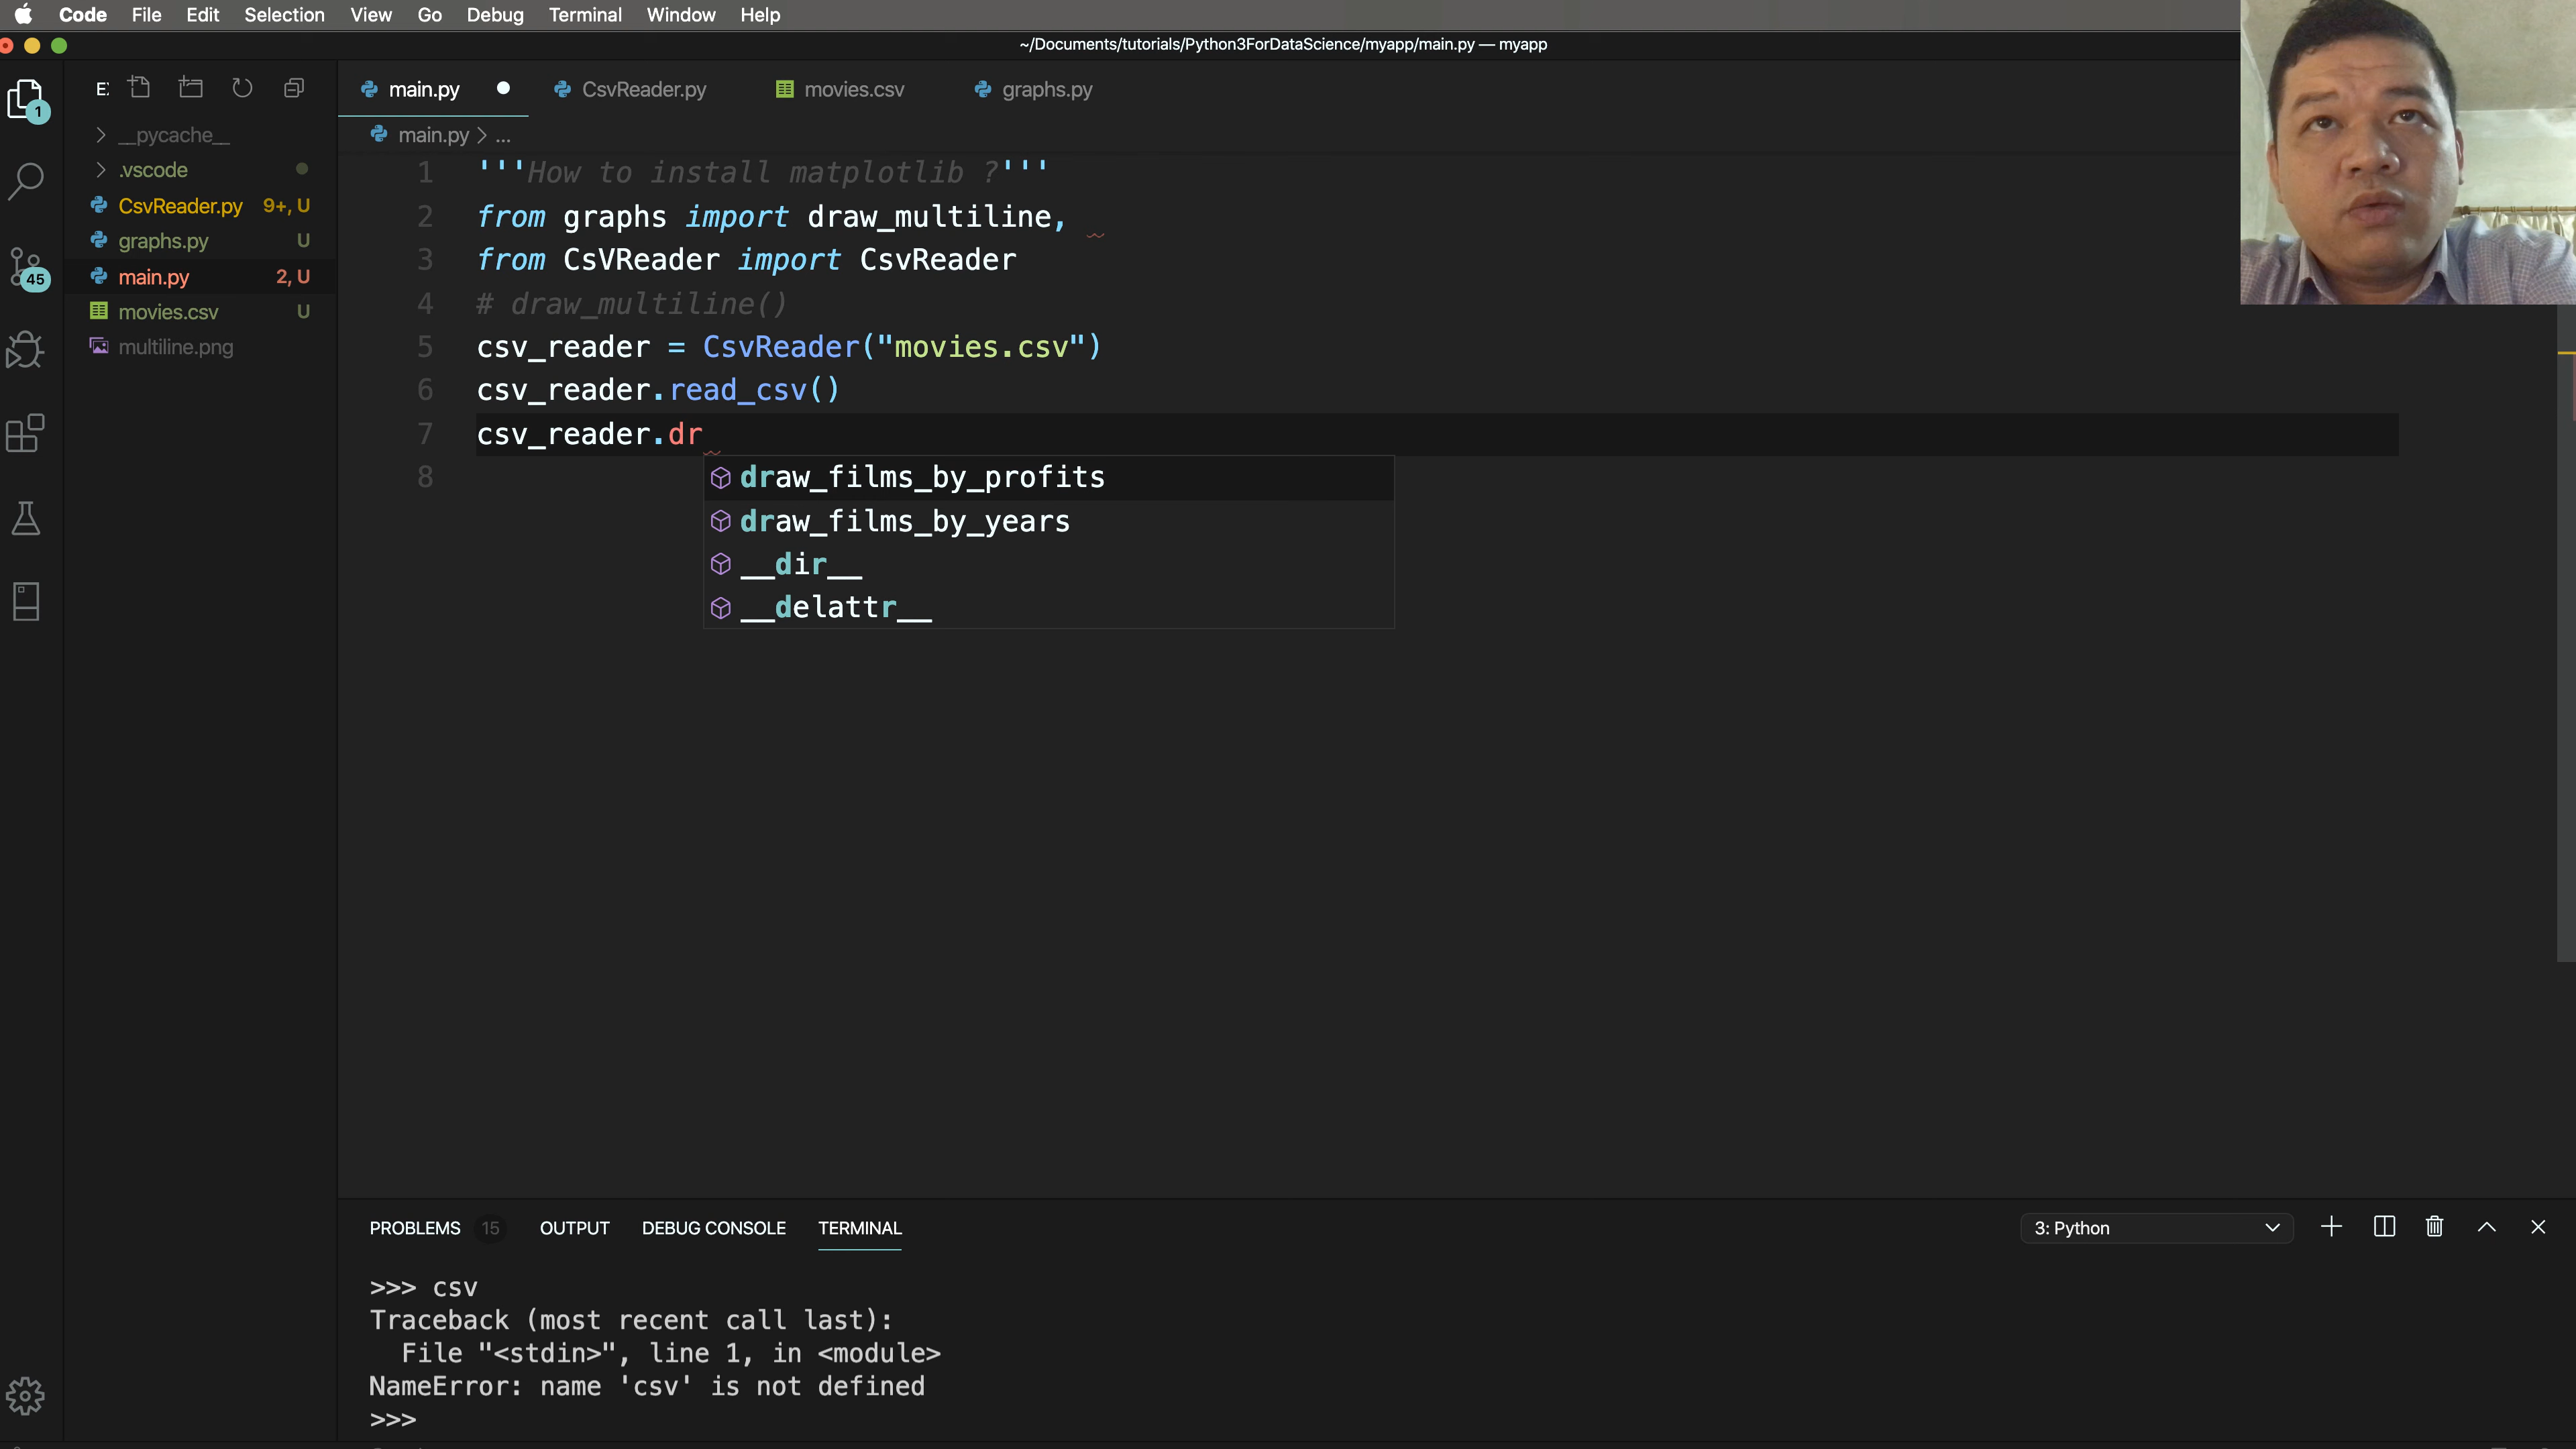 Code File Edit Selection View Go Debug Terminal Window Help
~/Documents/tutorials/Python3ForDataScience/myapp/main.py — myapp
E:
main.py CsvReader.py movies.csv graphs.py
main.py > ...
1
__pycache__
.vscode
CsvReader.py 9+, U
graphs.py U
main.py 2, U
movies.csv U
multiline.png
45
1 '''How to install matplotlib ?'''
2 from graphs import draw_multiline,
3 from CsVReader import CsvReader
4 # draw_multiline()
5 csv_reader = CsvReader("movies.csv")
6 csv_reader.read_csv()
7 csv_reader.dr
8
draw_films_by_profits
draw_films_by_years
__dir__
__delattr__
PROBLEMS 15 OUTPUT DEBUG CONSOLE TERMINAL 3: Python
>>> csv
Traceback (most recent call last):
File "<stdin>", line 1, in <module>
NameError: name 'csv' is not defined
>>>